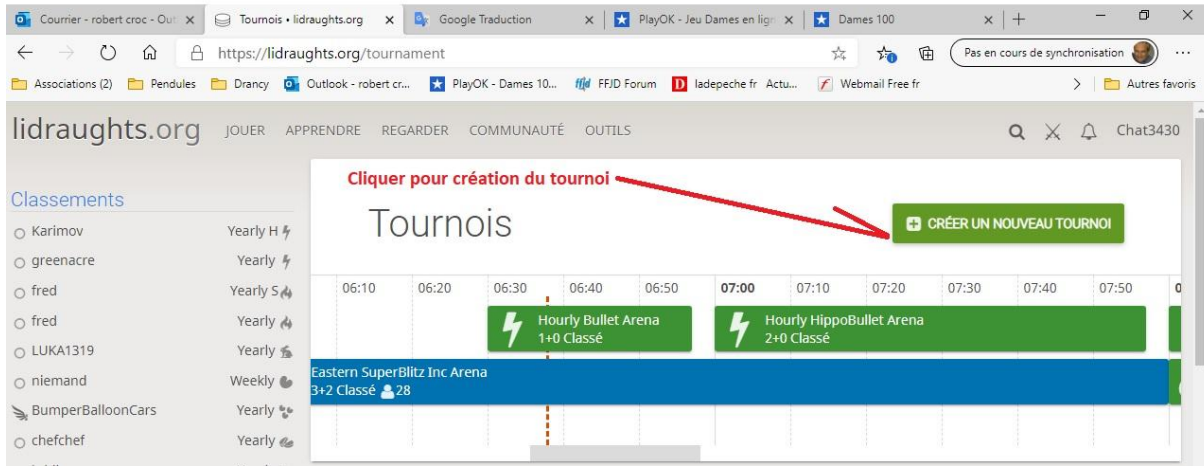 Courrier - robert croc - Out
Tournois • lidraughts.org
Google Traduction
PlayOK - Jeu Dames en lign
Dames 100
https://lidraughts.org/tournament
Pas en cours de synchronisation
Associations (2)
Pendules
Drancy
Outlook - robert cr...
PlayOK - Dames 10...
ffjd FFJD Forum
D ladepeche fr Actu...
f Webmail Free fr
Autres favoris
lidraughts.org JOUER APPRENDRE REGARDER COMMUNAUTÉ OUTILS Chat3430
Cliquer pour création du tournoi
Classements
Karimov Yearly H
greenacre Yearly
fred Yearly S
fred Yearly
LUKA1319 Yearly
niemand Weekly
BumperBalloonCars Yearly
chefchef Yearly
Tournois
CRÉER UN NOUVEAU TOURNOI
06:10 06:20 06:30 06:40 06:50 07:00 07:10 07:20 07:30 07:40 07:50
Hourly Bullet Arena
1+0 Classé
Hourly HippoBullet Arena
2+0 Classé
Eastern SuperBlitz Inc Arena
3+2 Classé 28